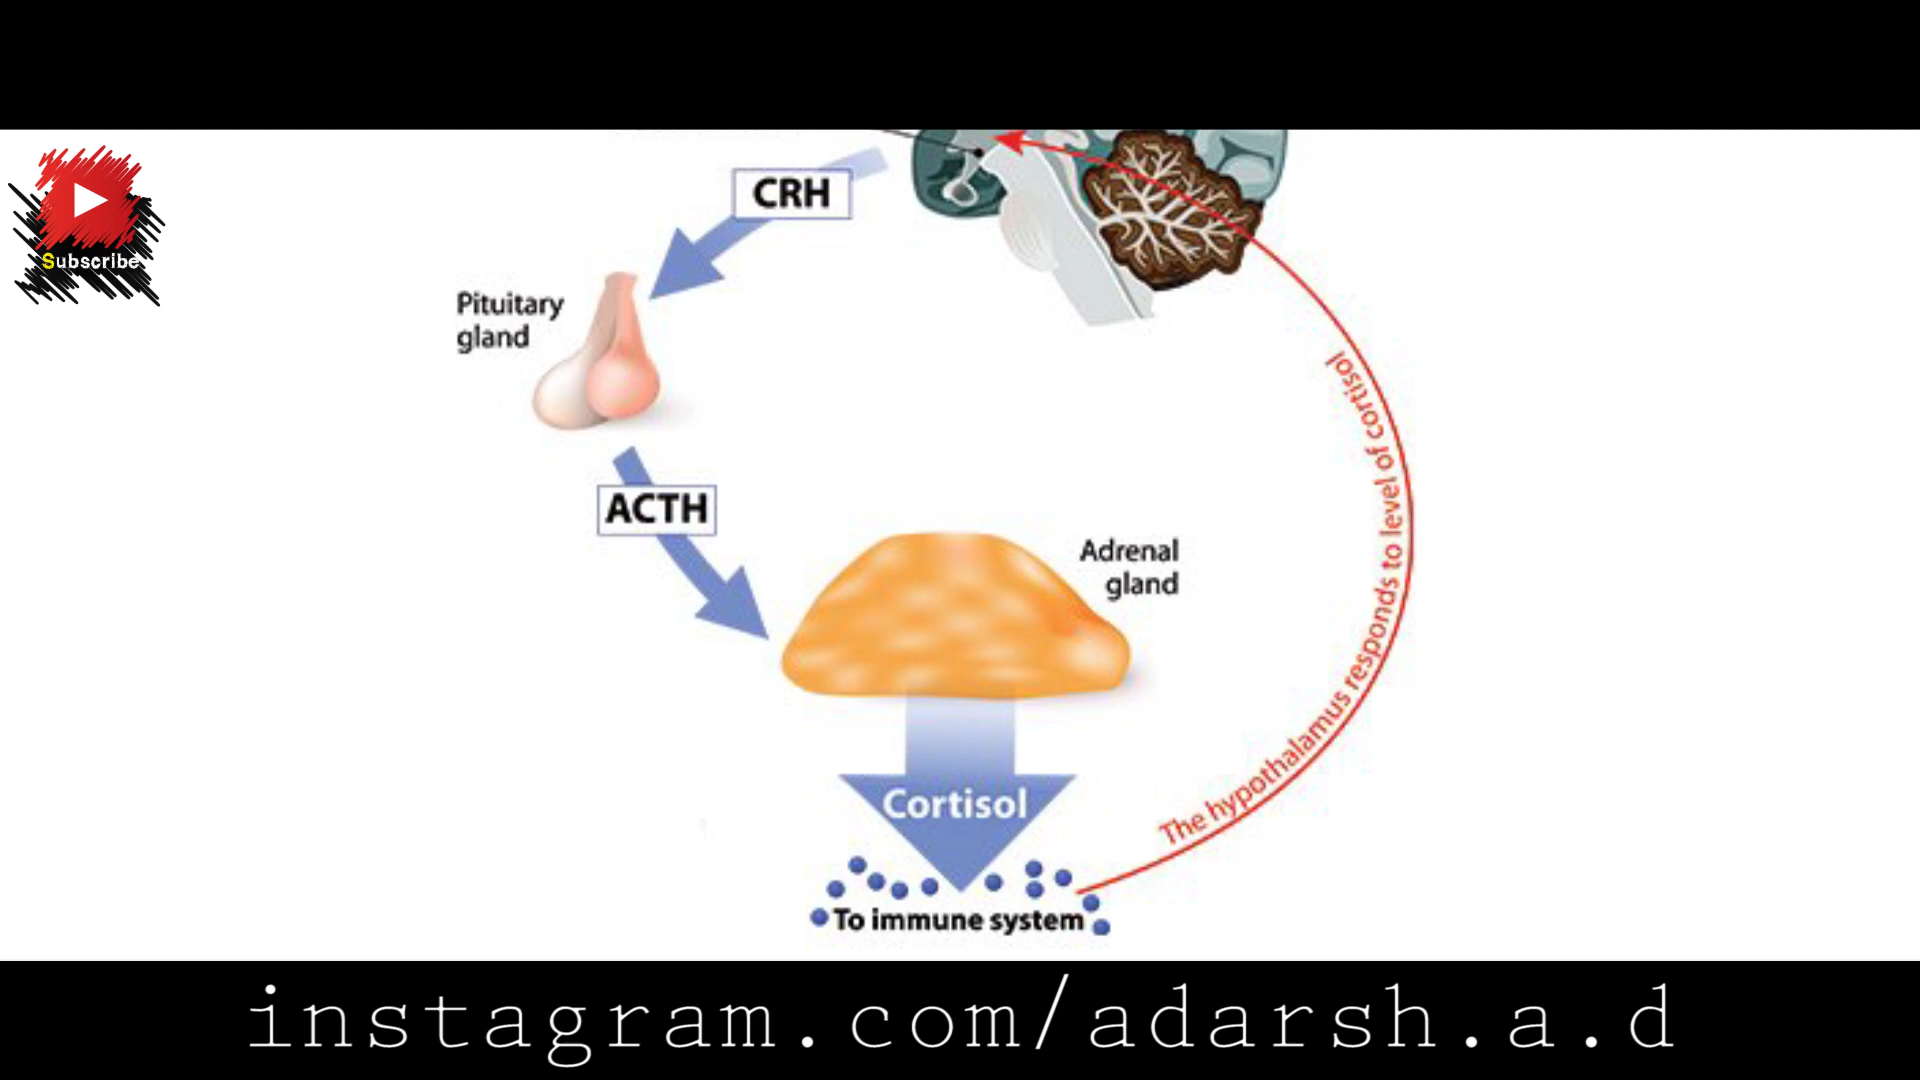 CRH
Subscribe
Pituitary
gland
The hypothalamus responds to level of cortisol
ACTH
Adrenal
gland
Cortisol
To immune system
instagram.com/adarsh.a.d